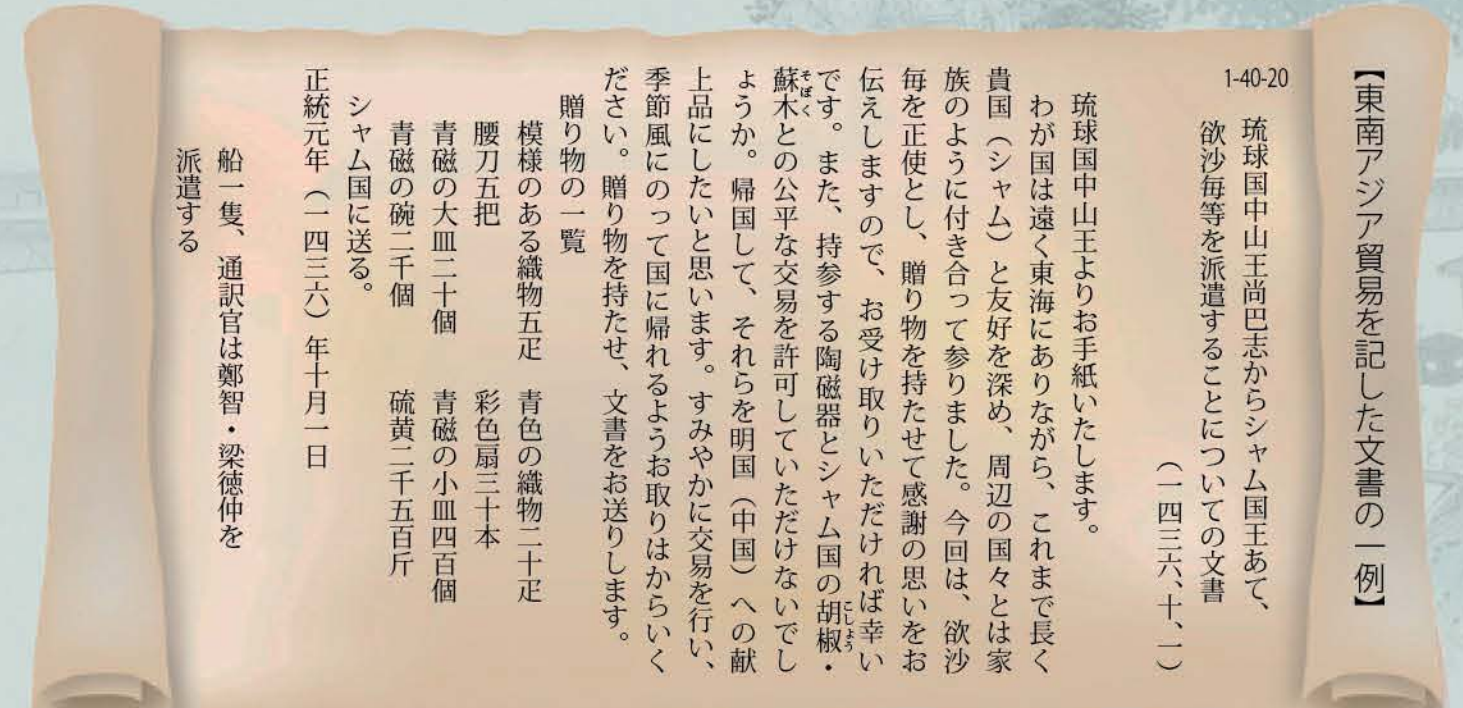 【東南アジア貿易を記した文書の一例】
1-40-20
琉球国中山王尚巴志からシャム国王あて、
欲沙毎等を派遣することについての文書
（一四三六、十、一）
琉球国中山王よりお手紙いたします。
わが国は遠く東海にありながら、これまで長く
貴国（シャム）と友好を深め、周辺の国々とは家
族のように付き合って参りました。今回は、欲沙
毎を正使とし、贈り物を持たせて感謝の思いをお
伝えしますので、お受け取りいただければ幸い
です。また、持参する陶磁器とシャム国の胡椒・
蘇木との公平な交易を許可していただけないでし
ょうか。帰国して、それらを明国（中国）への献
上品にしたいと思います。すみやかに交易を行い、
季節風にのって国に帰れるようお取りはからいく
ださい。贈り物を持たせ、文書をお送りします。
贈り物の一覧
模様のある織物五疋　青色の織物二十疋
腰刀五把　彩色扇三十本
青磁の大皿二十個　青磁の小皿四百個
青磁の碗二千個　硫黄二千五百斤
シャム国に送る。
正統元年（一四三六）年十月一日
船一隻、通訳官は鄭智・梁徳仲を
派遣する